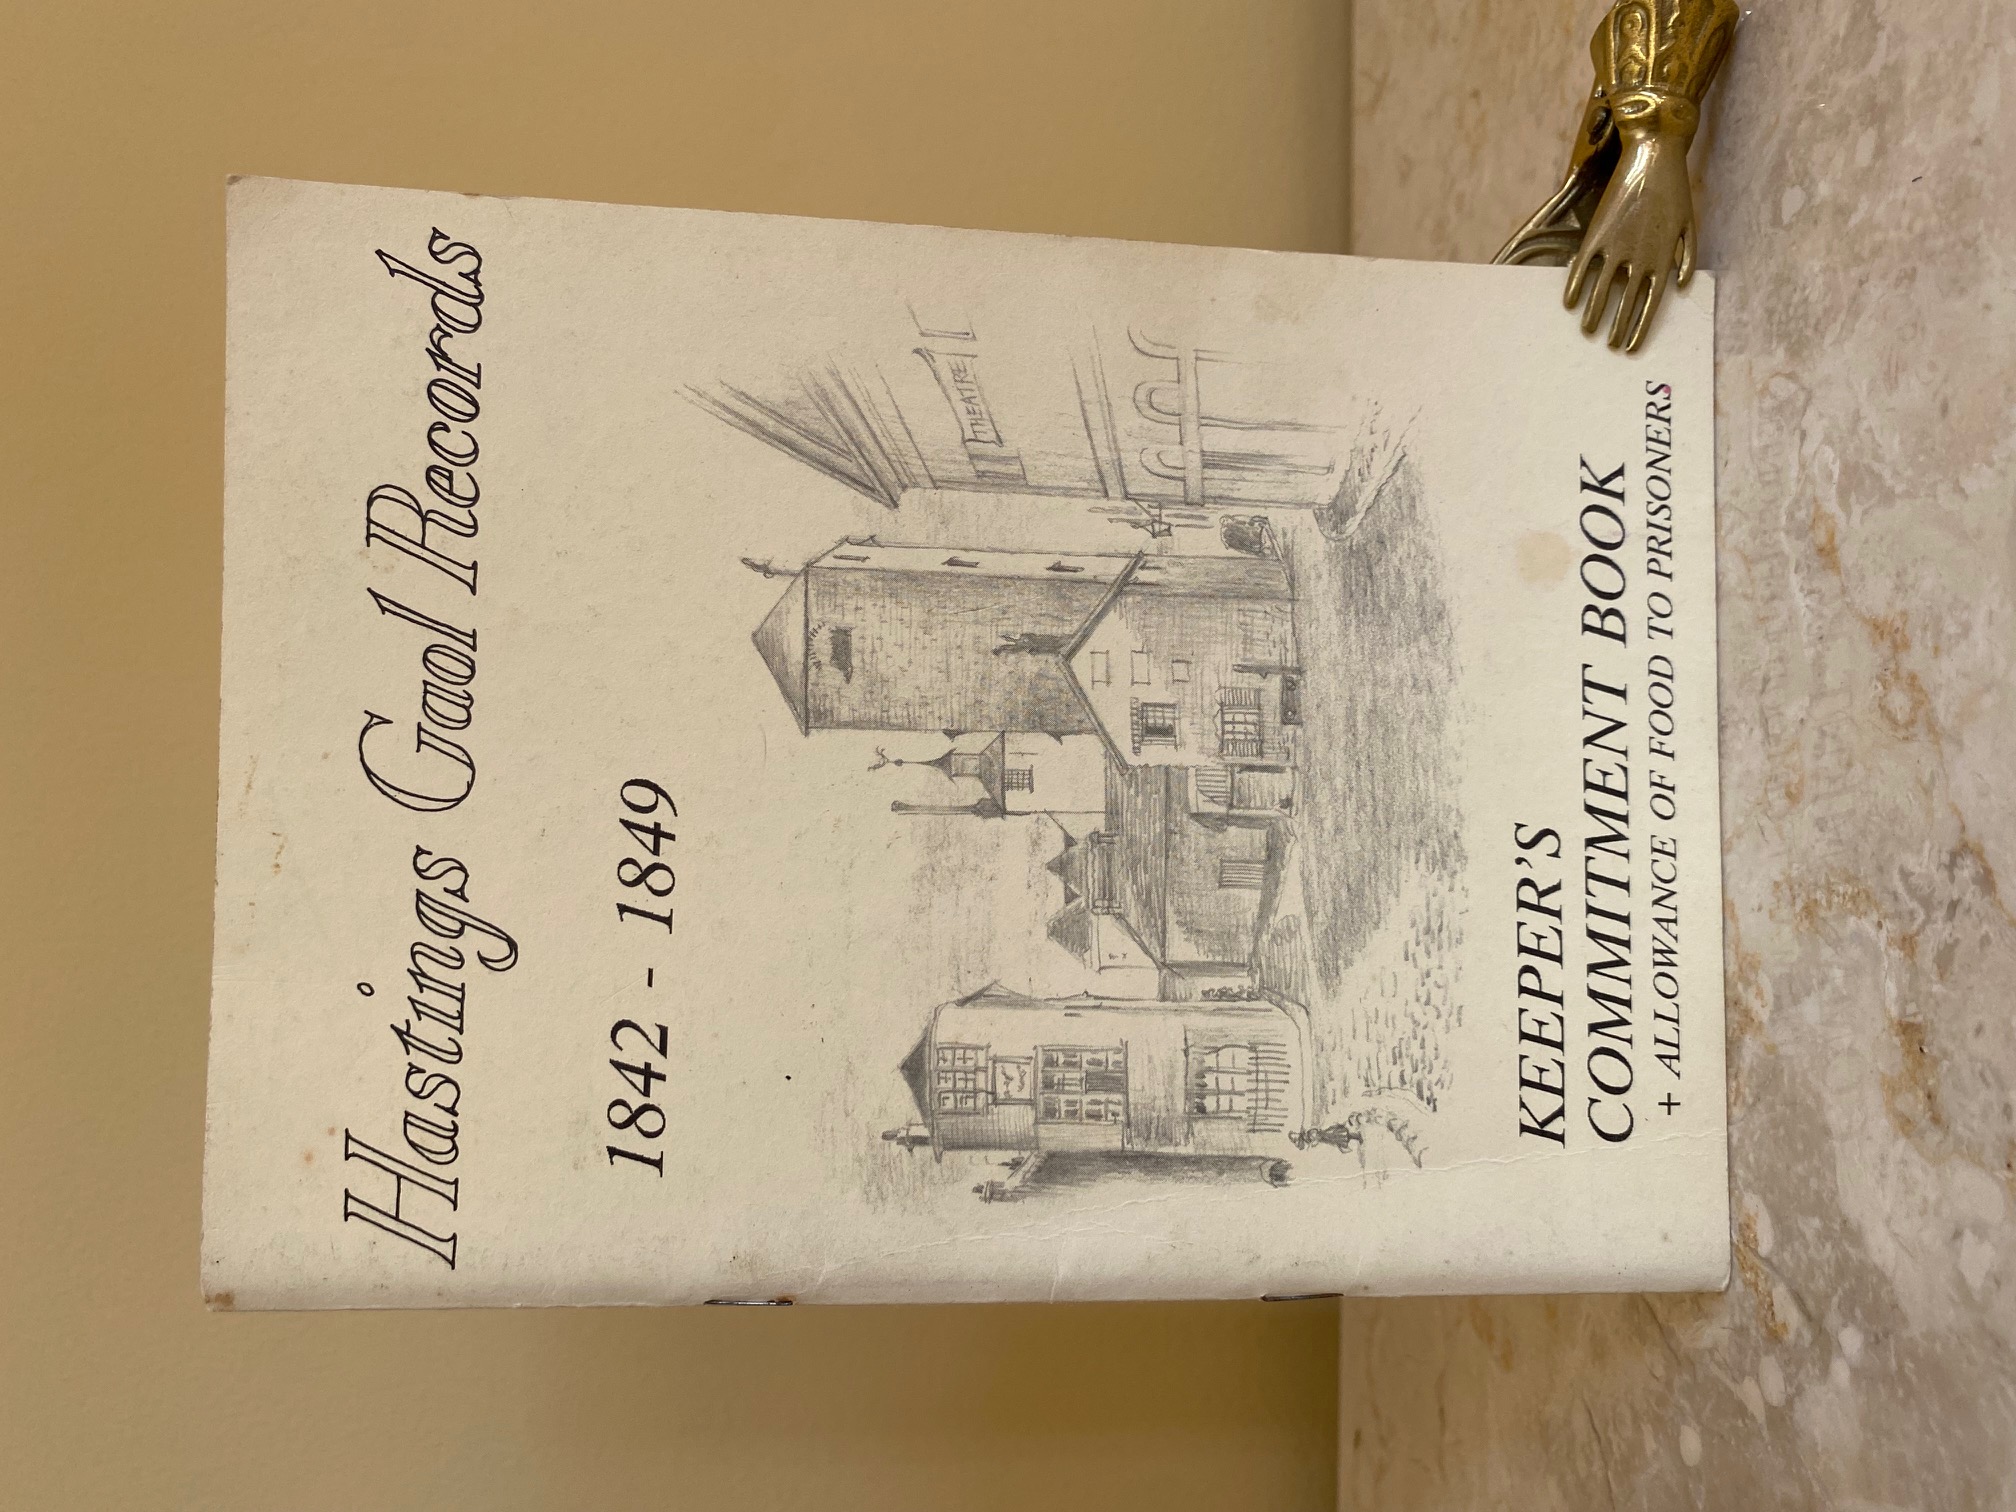 Hastings Gaol Records
1842 - 1849
THEATRE
KEEPER'S
COMMITMENT BOOK
+ ALLOWANCE OF FOOD TO PRISONERS